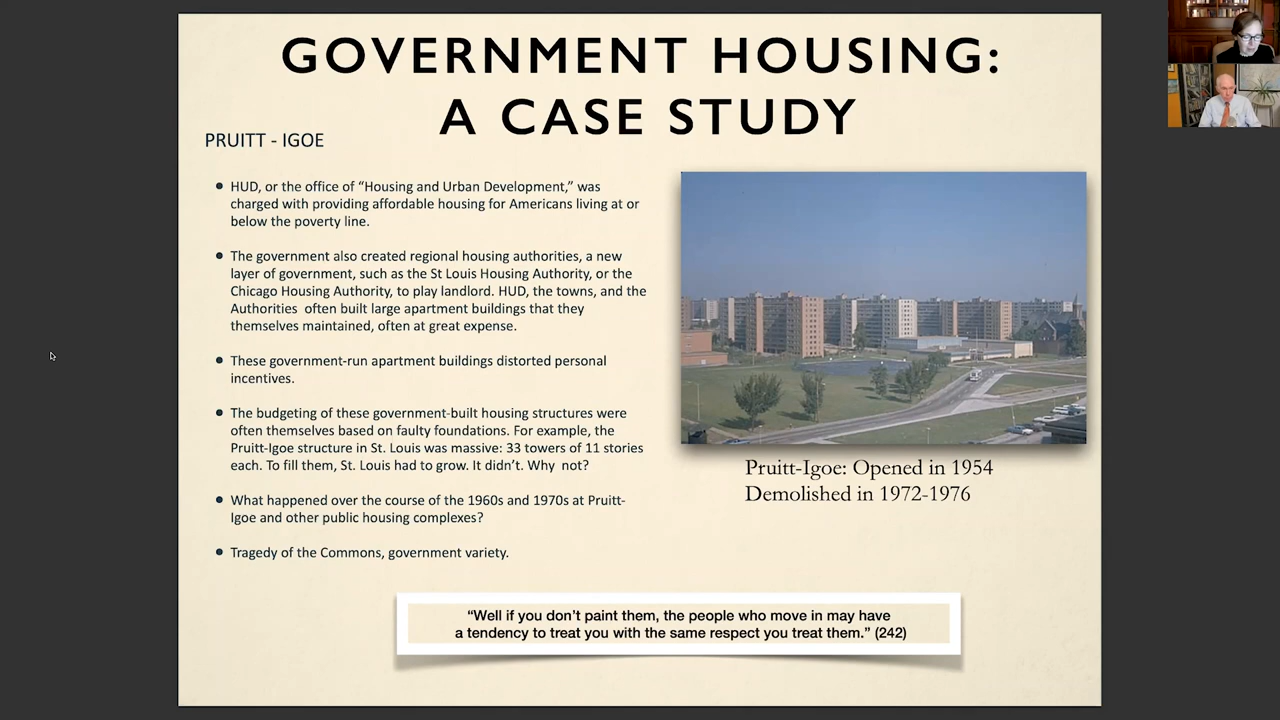 GOVERNMENT HOUSING:
A CASE STUDY
PRUITT - IGOE
HUD, or the office of “Housing and Urban Development,” was
charged with providing affordable housing for Americans living at or
below the poverty line.
The government also created regional housing authorities, a new
layer of government, such as the St Louis Housing Authority, or the
Chicago Housing Authority, to play landlord. HUD, the towns, and the
Authorities often built large apartment buildings that they
themselves maintained, often at great expense.
These government-run apartment buildings distorted personal
incentives.
The budgeting of these government-built housing structures were
often themselves based on faulty foundations. For example, the
Pruitt-Igoe structure in St. Louis was massive: 33 towers of 11 stories
each. To fill them, St. Louis had to grow. It didn’t. Why not?
What happened over the course of the 1960s and 1970s at Pruitt-
Igoe and other public housing complexes?
Tragedy of the Commons, government variety.
Pruitt-Igoe: Opened in 1954
Demolished in 1972-1976
“Well if you don’t paint them, the people who move in may have
a tendency to treat you with the same respect you treat them.” (242)